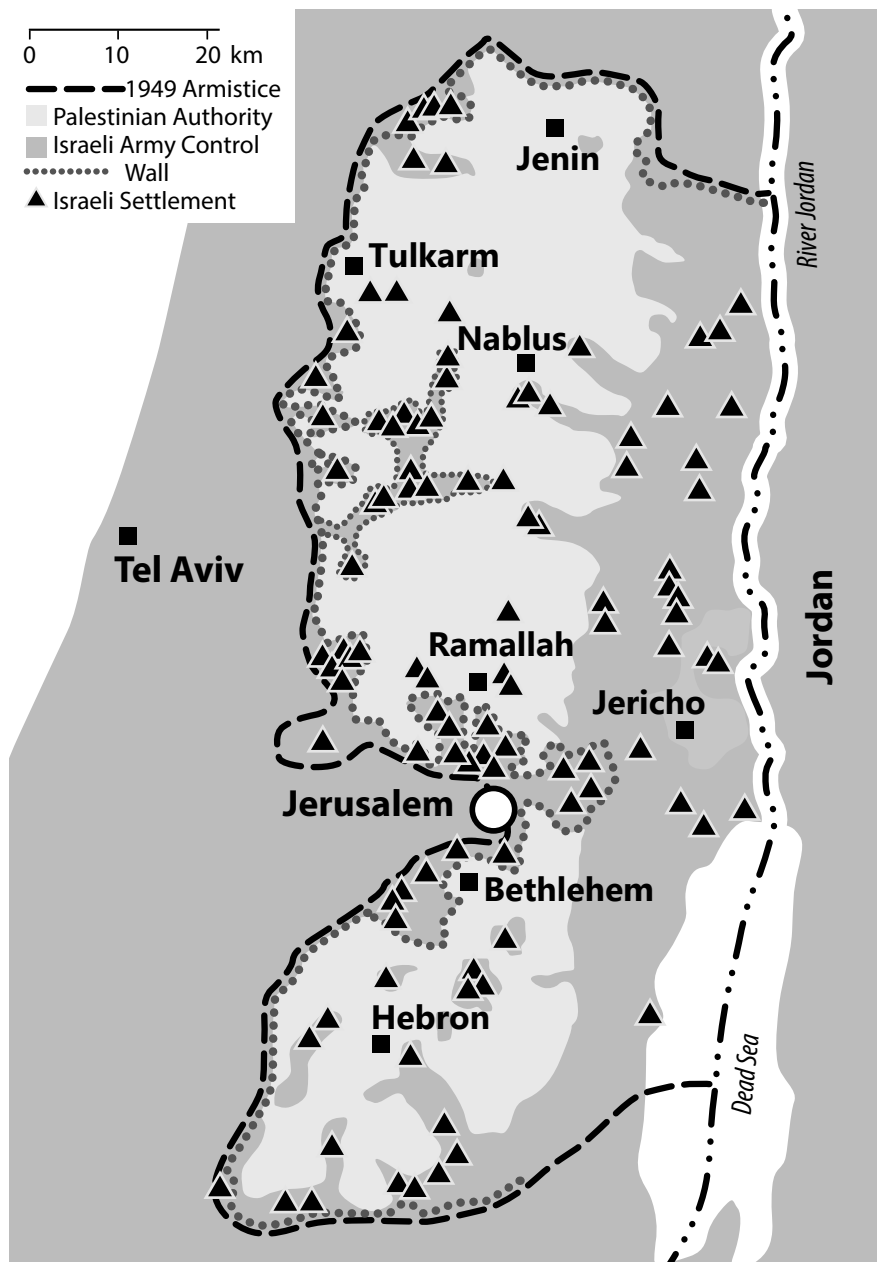 0 10 20 km
1949 Armistice
Palestinian Authority
Israeli Army Control
Wall
Israeli Settlement
Jenin
River Jordan
Tulkarm
Nablus
Tel Aviv
Jordan
Ramallah
Jericho
Jerusalem
Bethlehem
Hebron
Dead Sea